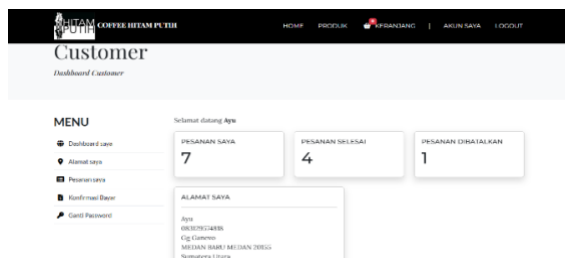 HITAM
PUTIH
COFFEE HITAM PUTIH
HOME PRODUK KERANJANG | AKUN SAYA LOGOUT
Customer
Dashboard Customer
MENU
Dashboard saya
Alamat saya
Pesanan saya
Konfirmasi Bayar
Ganti Password
Selamat datang Ayu
PESANAN SAYA
7
PESANAN SELESAI
4
PESANAN DIBATALKAN
1
ALAMAT SAYA
Ayu
Gg Ganevo
MEDAN BARU MEDAN 20155
Sumatera Utara